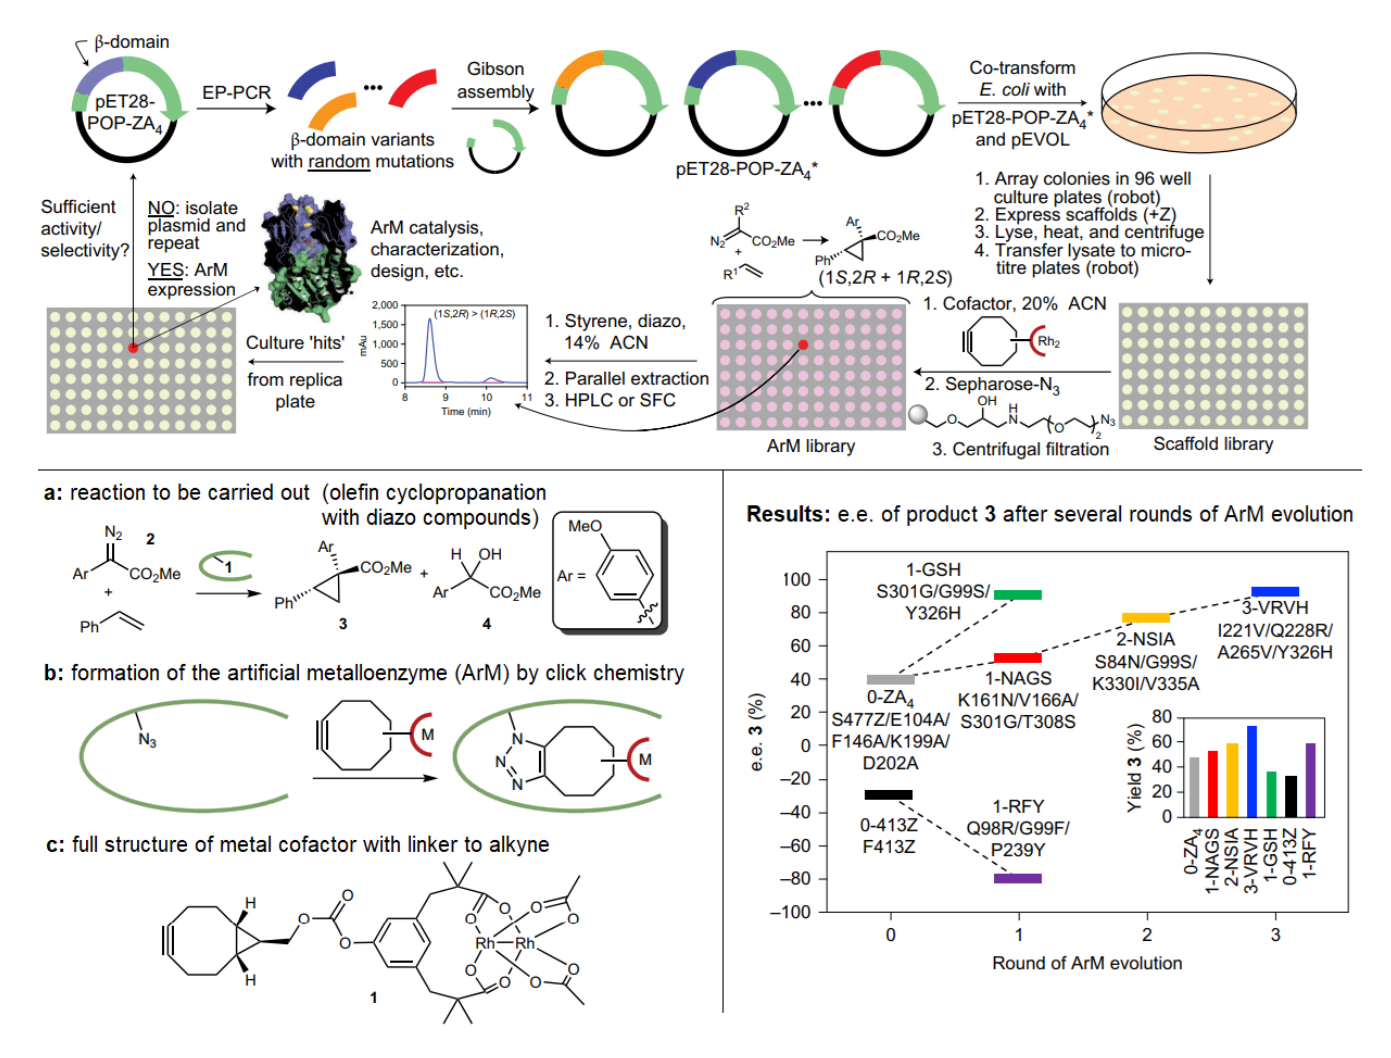 β-domain
pET28-
POP-ZA4
EP-PCR
β-domain variants
with random mutations
Gibson
assembly
pET28-POP-ZA4*
Co-transform
E. coli with
pET28-POP-ZA4*
and pEVOL
1. Array colonies in 96 well
culture plates (robot)
2. Express scaffolds (+Z)
3. Lyse, heat, and centrifuge
4. Transfer lysate to micro-
titre plates (robot)
Sufficient
activity/
selectivity?
NO: isolate
plasmid and
repeat
YES: ArM
expression
ArM catalysis,
characterization,
design, etc.
R2
N2
CO2Me
+
R1
Ar
CO2Me
Ph
(1S,2R + 1R,2S)
1. Cofactor, 20% ACN
Rh2
2. Sepharose-N3
OH
O
H
N
O
2
N3
3. Centrifugal filtration
Scaffold library
ArM library
1. Styrene, diazo,
14% ACN
2. Parallel extraction
3. HPLC or SFC
(1S,2R) > (1R,2S)
mAu
2,000
1,500
1,000
500
0
8 9 10 11
Time (min)
Culture 'hits'
from replica
plate
a: reaction to be carried out (olefin cyclopropanation
with diazo compounds)
N2
2
Ar
CO2Me
+
Ph
1
Ar
CO2Me
Ph
3
+
H OH
Ar
CO2Me
4
MeO
Ar =
b: formation of the artificial metalloenzyme (ArM) by click chemistry
N3
M
N
N
N
M
c: full structure of metal cofactor with linker to alkyne
H
H
O
O
O
O
O
O
O
Rh Rh
O
O
O
O
O
1
Results: e.e. of product 3 after several rounds of ArM evolution
e.e. 3 (%)
100
80
60
40
20
0
−20
−40
−60
−80
−100
0 1 2 3
Round of ArM evolution
1-GSH
S301G/G99S/
Y326H
0-ZA4
S477Z/E104A/
F146A/K199A/
D202A
1-NAGS
K161N/V166A/
S301G/T308S
2-NSIA
S84N/G99S/
K330I/V335A
3-VRVH
I221V/Q228R/
A265V/Y326H
0-413Z
F413Z
1-RFY
Q98R/G99F/
P239Y
Yield 3 (%)
80
60
40
20
0
0-ZA4
1-NAGS
2-NSIA
3-VRVH
1-GSH
0-413Z
1-RFY